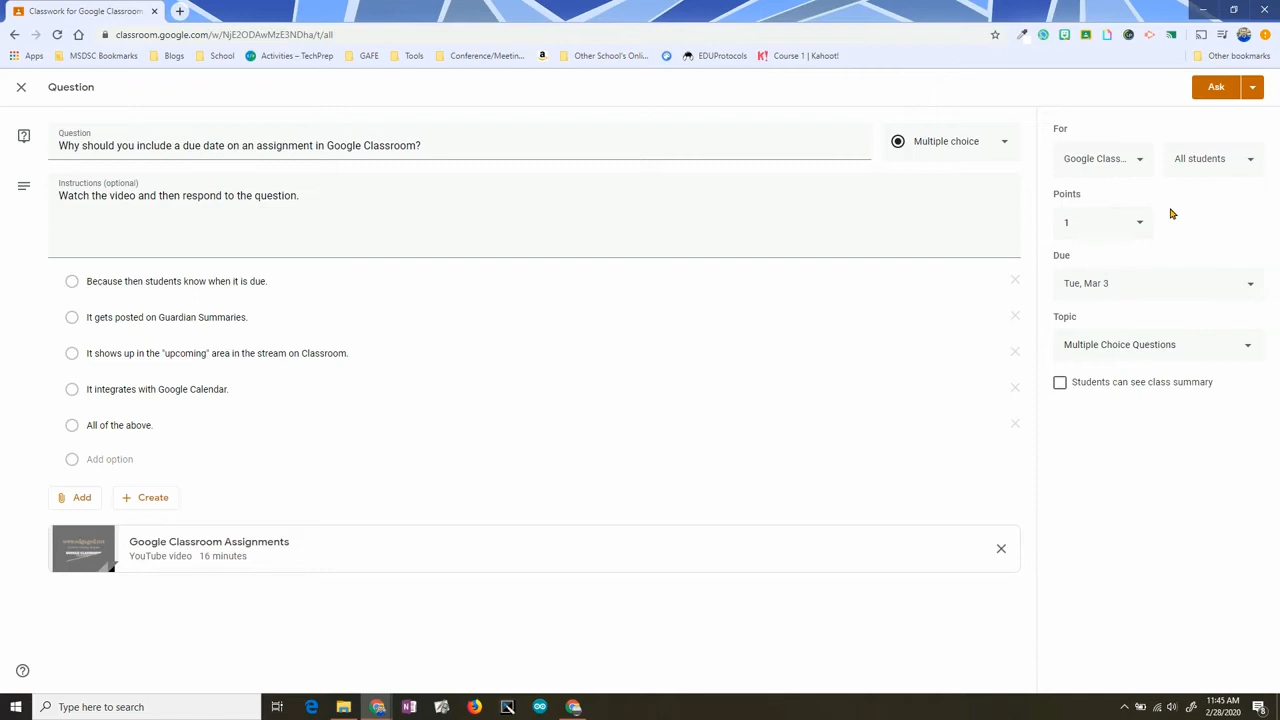 Classwork for Google Classroom
classroom.google.com/w/NjE2ODAwMzE3NDha/t/all
Apps
MSDSC Bookmarks
Blogs
School
Activities – TechPrep
GAFE
Tools
Conference/Meetin...
Other School's Onli...
EDUProtocols
Course 1 | Kahoot!
Other bookmarks
Question
Ask
Question
Why should you include a due date on an assignment in Google Classroom?
Multiple choice
Instructions (optional)
Watch the video and then respond to the question.
Because then students know when it is due.
It gets posted on Guardian Summaries.
It shows up in the "upcoming" area in the stream on Classroom.
It integrates with Google Calendar.
All of the above.
Add option
Add
Create
Google Classroom Assignments
YouTube video 16 minutes
For
Google Class...
All students
Points
1
Due
Tue, Mar 3
Topic
Multiple Choice Questions
Students can see class summary
Type here to search
11:45 AM
2/28/2020